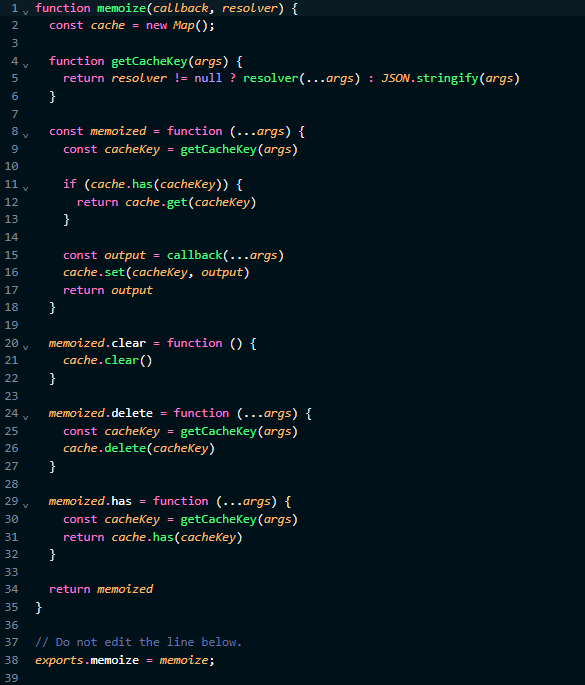 1 function memoize(callback, resolver) {
2   const cache = new Map();
3
4   function getCacheKey(args) {
5     return resolver != null ? resolver(...args) : JSON.stringify(args)
6   }
7
8   const memoized = function (...args) {
9     const cacheKey = getCacheKey(args)
10
11     if (cache.has(cacheKey)) {
12       return cache.get(cacheKey)
13     }
14
15     const output = callback(...args)
16     cache.set(cacheKey, output)
17     return output
18   }
19
20   memoized.clear = function () {
21     cache.clear()
22   }
23
24   memoized.delete = function (...args) {
25     const cacheKey = getCacheKey(args)
26     cache.delete(cacheKey)
27   }
28
29   memoized.has = function (...args) {
30     const cacheKey = getCacheKey(args)
31     return cache.has(cacheKey)
32   }
33
34   return memoized
35 }
36
37 // Do not edit the line below.
38 exports.memoize = memoize;
39